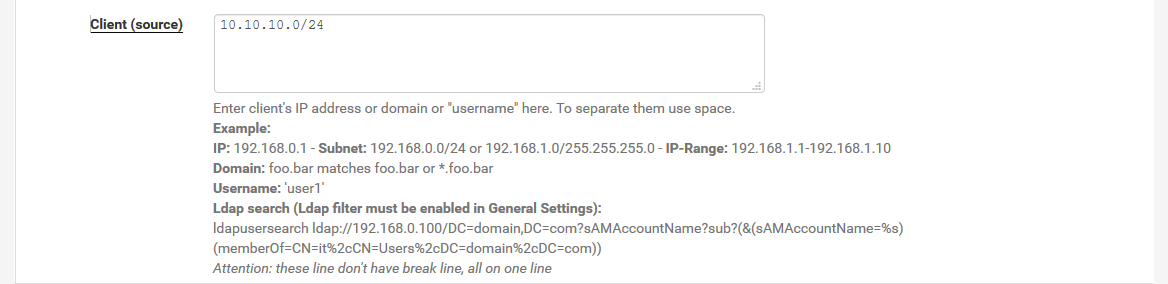 Client (source)
10.10.10.0/24
Enter client's IP address or domain or "username" here. To separate them use space.
Example:
IP: 192.168.0.1 - Subnet: 192.168.0.0/24 or 192.168.1.0/255.255.255.0 - IP-Range: 192.168.1.1-192.168.1.10
Domain: foo.bar matches foo.bar or *.foo.bar
Username: 'user1'
Ldap search (Ldap filter must be enabled in General Settings):
ldapusersearch ldap://192.168.0.100/DC=domain,DC=com?sAMAccountName?sub?(&(sAMAccountName=%s)
(memberOf=CN=it%2cCN=Users%2cDC=domain%2cDC=com))
Attention: these line don't have break line, all on one line